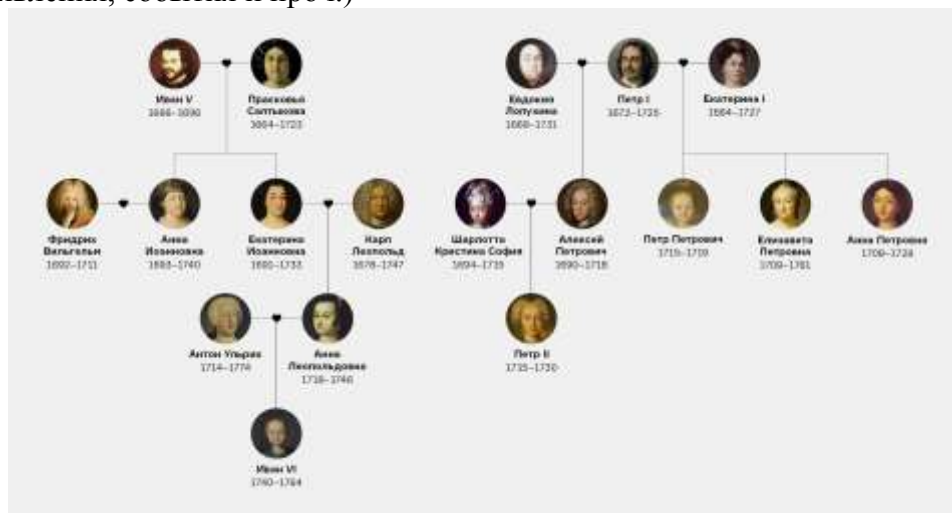 явления, события и проч.)
Иван V
Прасковья
Салтыкова
1664–1723
Евдокия
Лопухина
1669–1731
Петр I
1672–1725
Екатерина I
1684–1727
Фридрих
Вильгельм
1692–1711
Анна
Иоанновна
1693–1740
Екатерина
Иоанновна
1691–1733
Карл
Леопольд
1678–1747
Шарлотта
Кристина София
1694–1715
Алексей
Петрович
1690–1718
Петр Петрович
1715–1719
Елизавета
Петровна
1709–1761
Анна Петровна
1708–1728
Антон Ульрих
1714–1774
Анна
Леопольдовна
1718–1746
Петр II
1715–1730
Иван VI
1740–1764